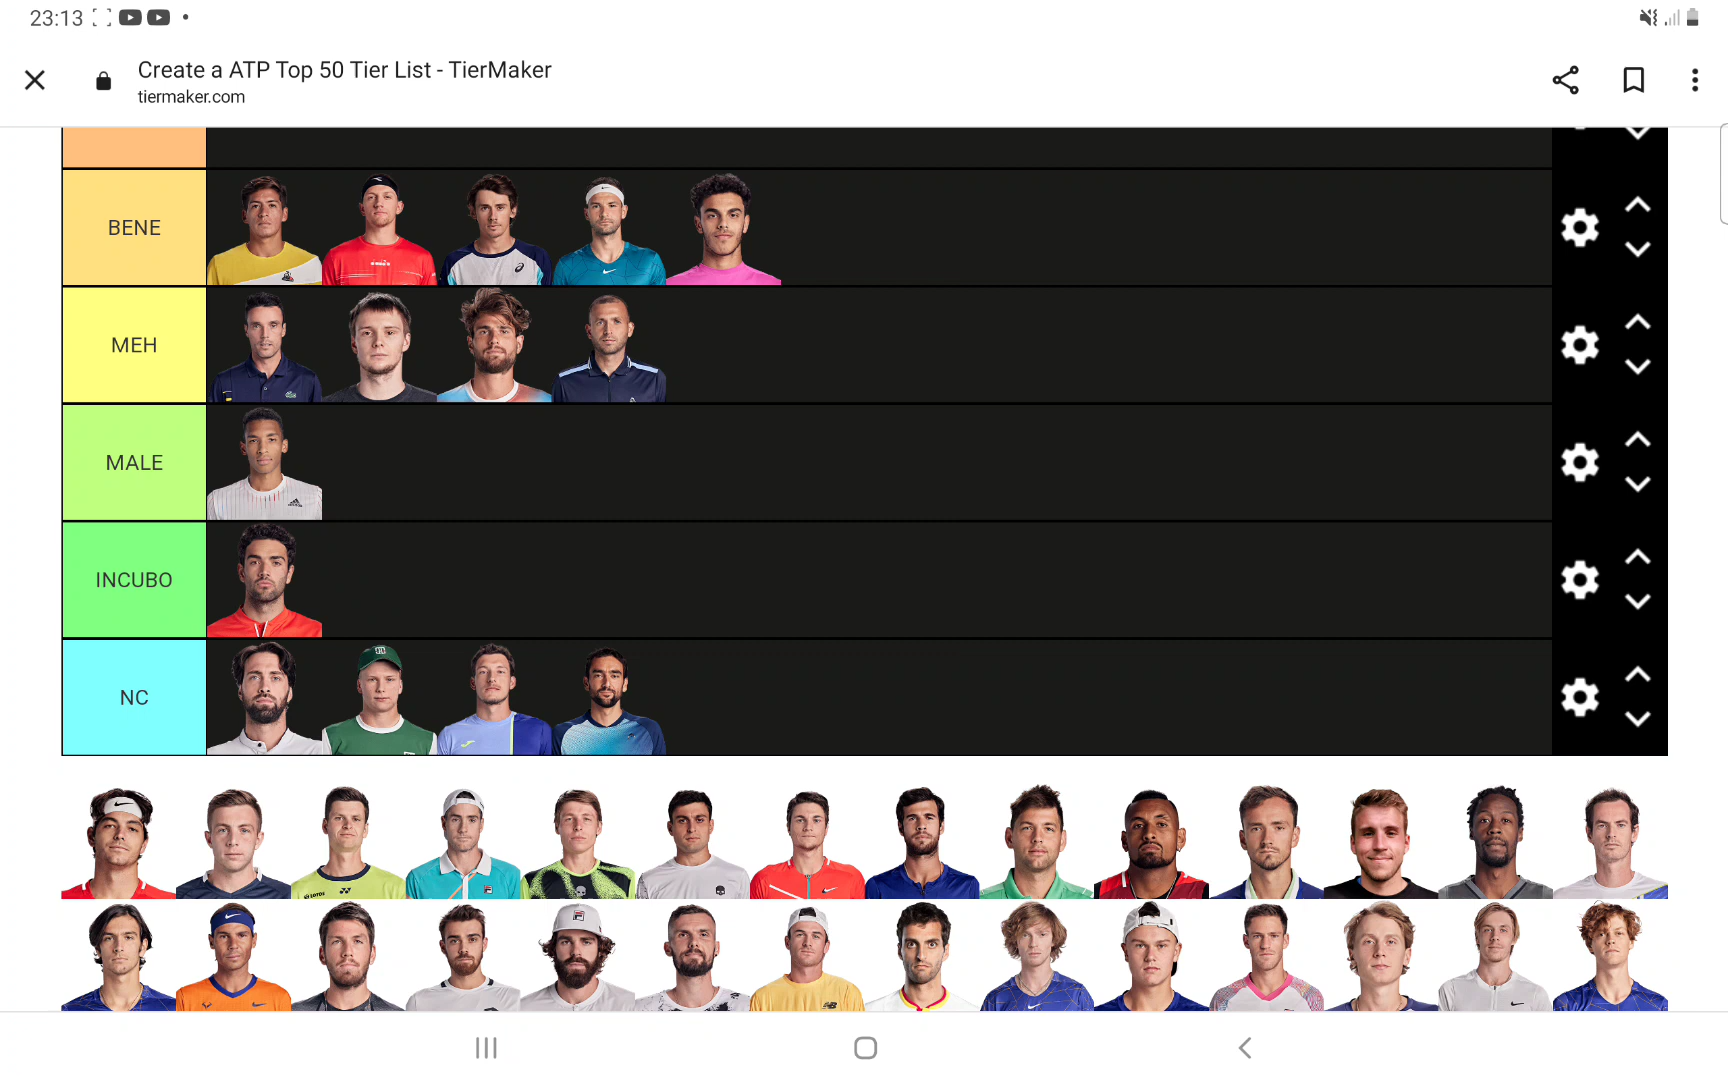 23:13
Create a ATP Top 50 Tier List - TierMaker
tiermaker.com
BENE
MEH
MALE
INCUBO
NC